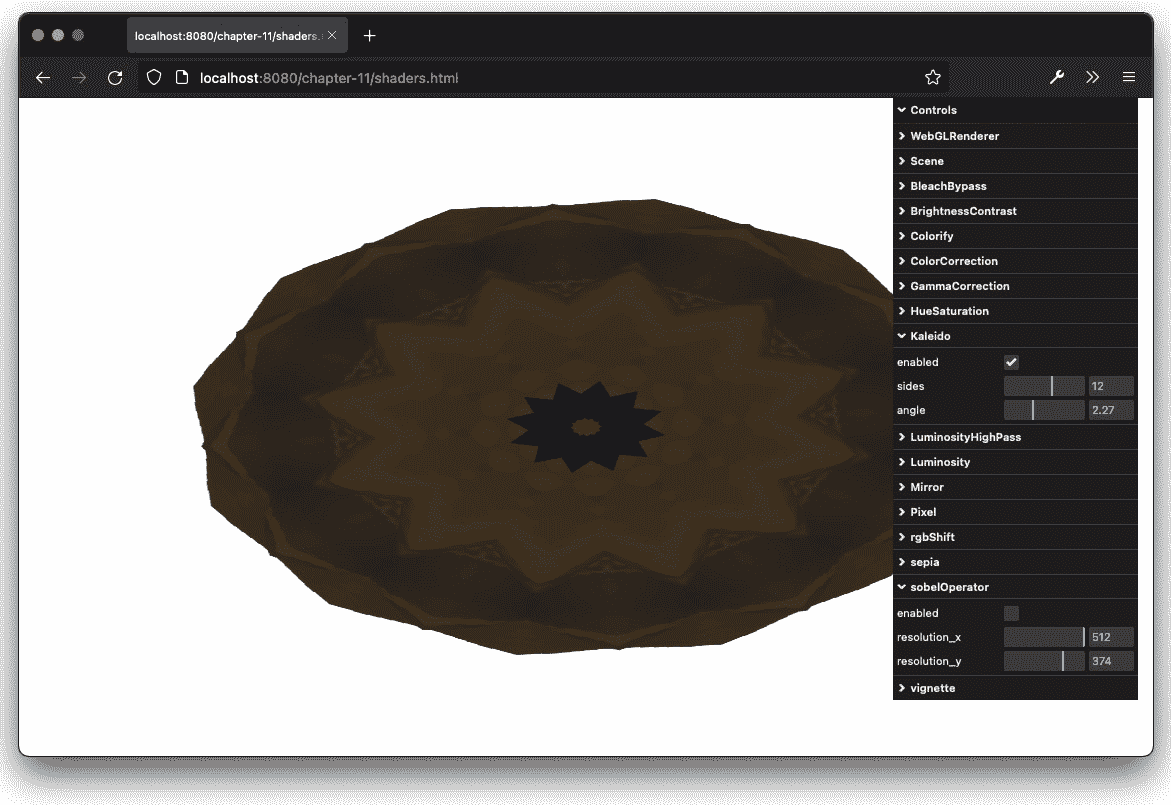 localhost:8080/chapter-11/shaders.
localhost:8080/chapter-11/shaders.html
Controls
WebGLRenderer
Scene
BleachBypass
BrightnessContrast
Colorify
ColorCorrection
GammaCorrection
HueSaturation
Kaleido
enabled
sides 12
angle 2.27
LuminosityHighPass
Luminosity
Mirror
Pixel
rgbShift
sepia
sobelOperator
enabled
resolution_x 512
resolution_y 374
vignette